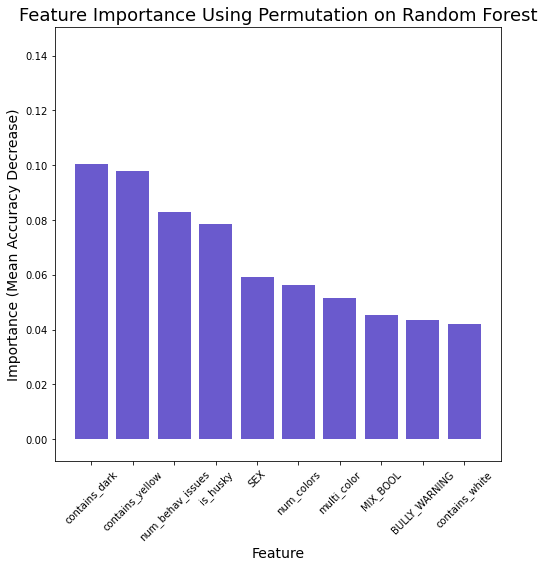 Feature Importance Using Permutation on Random Forest
Importance (Mean Accuracy Decrease)
0.14
0.12
0.10
0.08
0.06
0.04
0.02
0.00
contains_dark
contains_yellow
num_behav_issues
is_husky
SEX
num_colors
multi_color
MIX_BOOL
BULLY_WARNING
contains_white
Feature